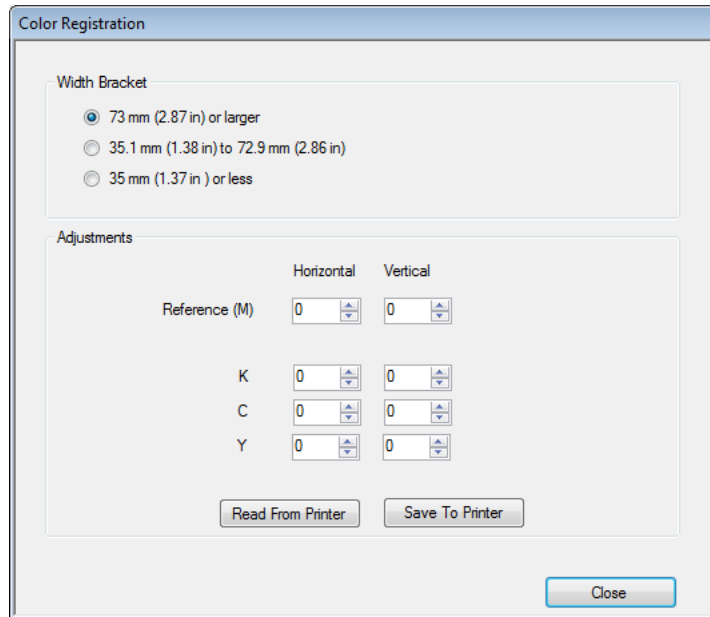 Color Registration
Width Bracket
73 mm (2.87 in) or larger
35.1 mm (1.38 in) to 72.9 mm (2.86 in)
35 mm (1.37 in ) or less
Adjustments
Horizontal Vertical
Reference (M) 0 0
K 0 0
C 0 0
Y 0 0
Read From Printer Save To Printer
Close